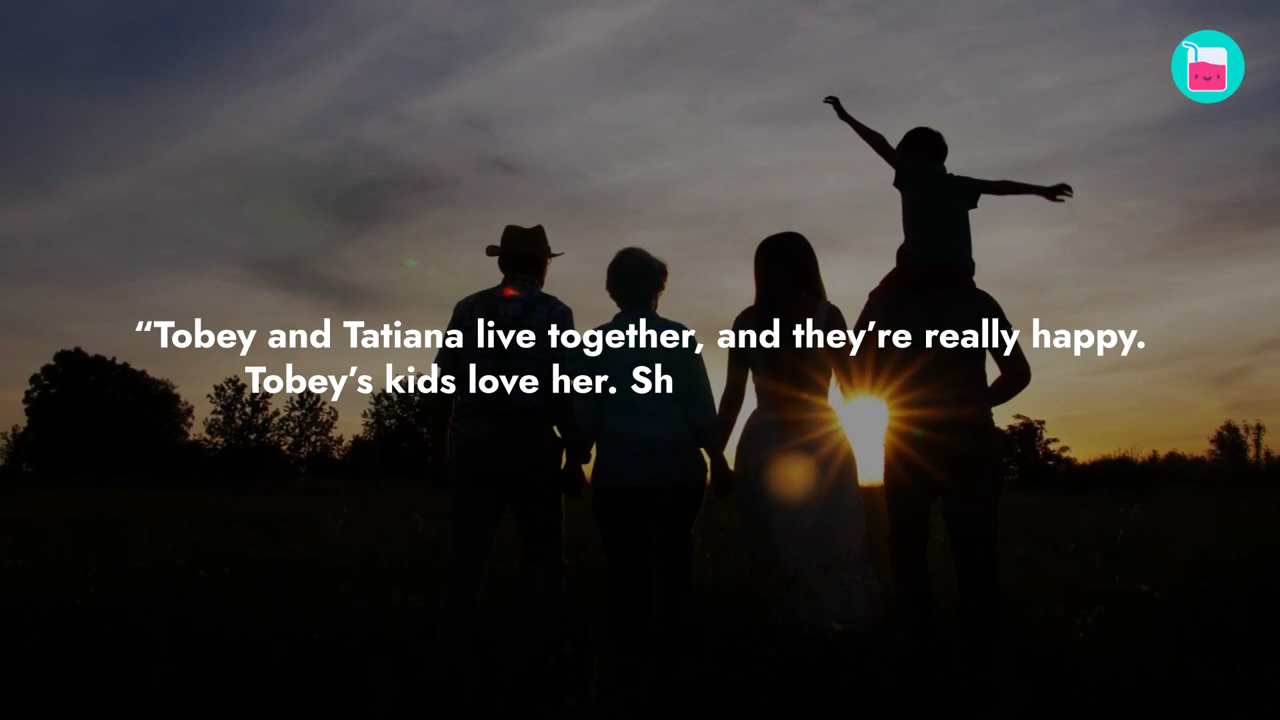 “Tobey and Tatiana live together, and they’re really happy.
Tobey’s kids love her. Sh